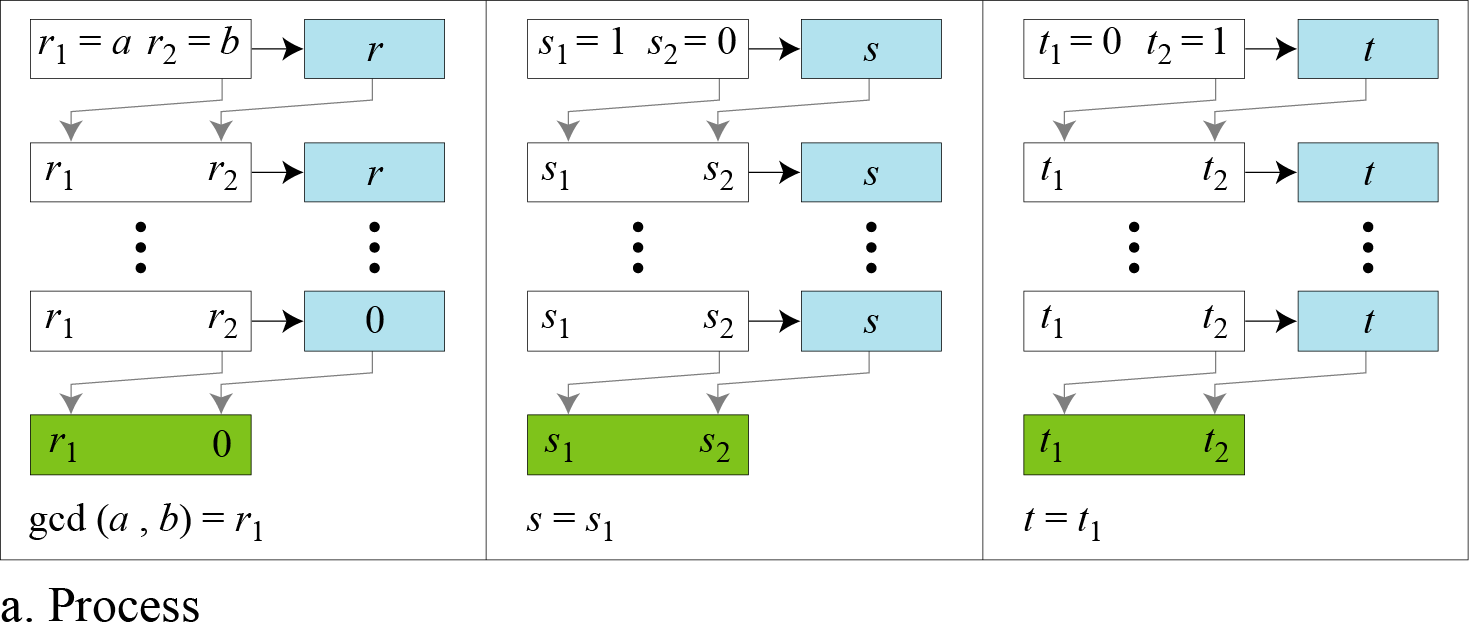 r₁ = a r₂ = b r s₁ = 1 s₂ = 0 s t₁ = 0 t₂ = 1 t
r₁ r₂ r s₁ s₂ s t₁ t₂ t
r₁ r₂ 0 s₁ s₂ s t₁ t₂ t
r₁ 0 s₁ s₂ t₁ t₂
gcd (a , b) = r₁ s = s₁ t = t₁
a. Process